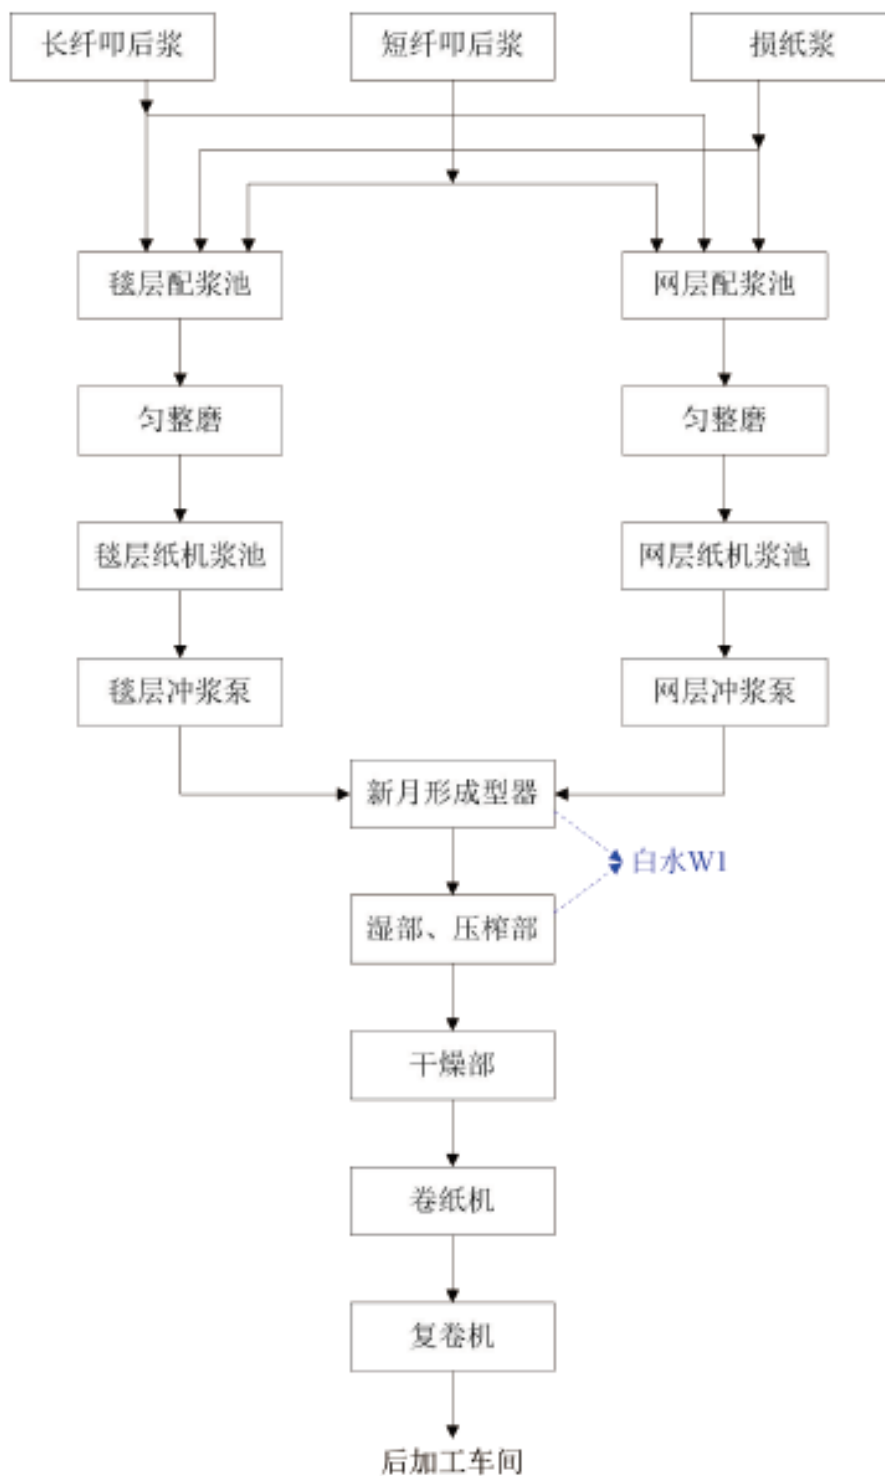 长纤叩后浆
短纤叩后浆
损纸浆
毯层配浆池
网层配浆池
匀整磨
匀整磨
毯层纸机浆池
网层纸机浆池
毯层冲浆泵
网层冲浆泵
新月形成型器
白水W1
湿部、压榨部
干燥部
卷纸机
复卷机
后加工车间